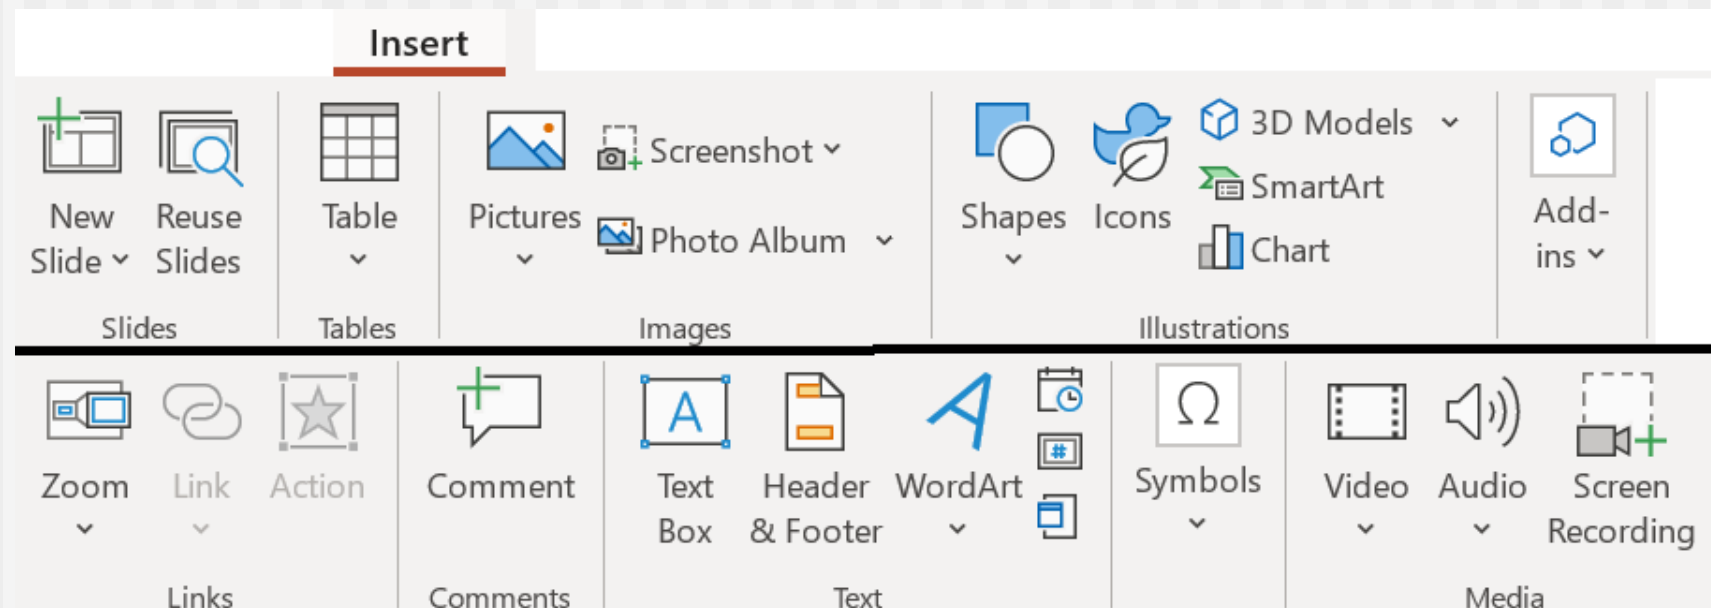 Insert
New Slide
Reuse Slides
Table
Pictures
Screenshot
Photo Album
Shapes
Icons
3D Models
SmartArt
Chart
Add-
ins
Slides
Tables
Images
Illustrations
Zoom
Link
Action
Comment
A
Text Box
Header & Footer
A
WordArt
#
Ω
Symbols
Video
Audio
Screen Recording
Links
Comments
Text
Media